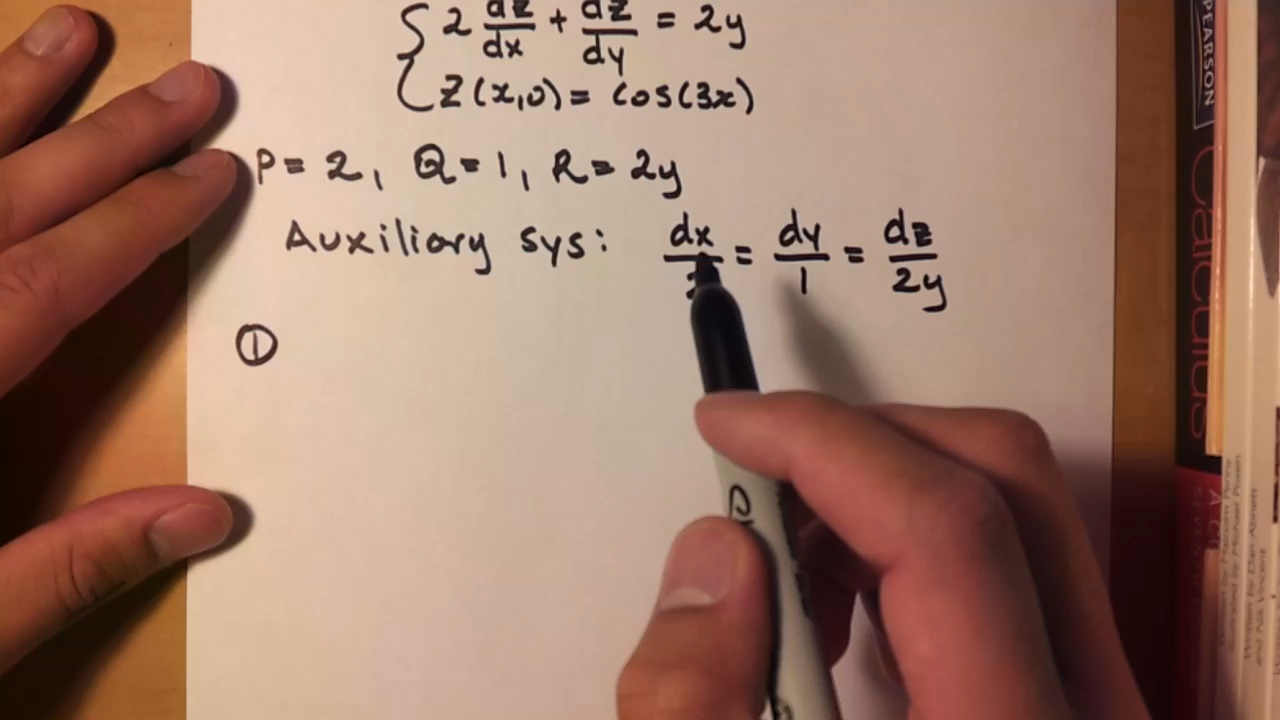 { 2 dz/dx + dz/dy = 2y
z(x,0) = cos(3x)
P = 2, Q = 1, R = 2y
Auxiliary sys: dx/2 = dy/1 = dz/2y
①
PEARSON
Calculus